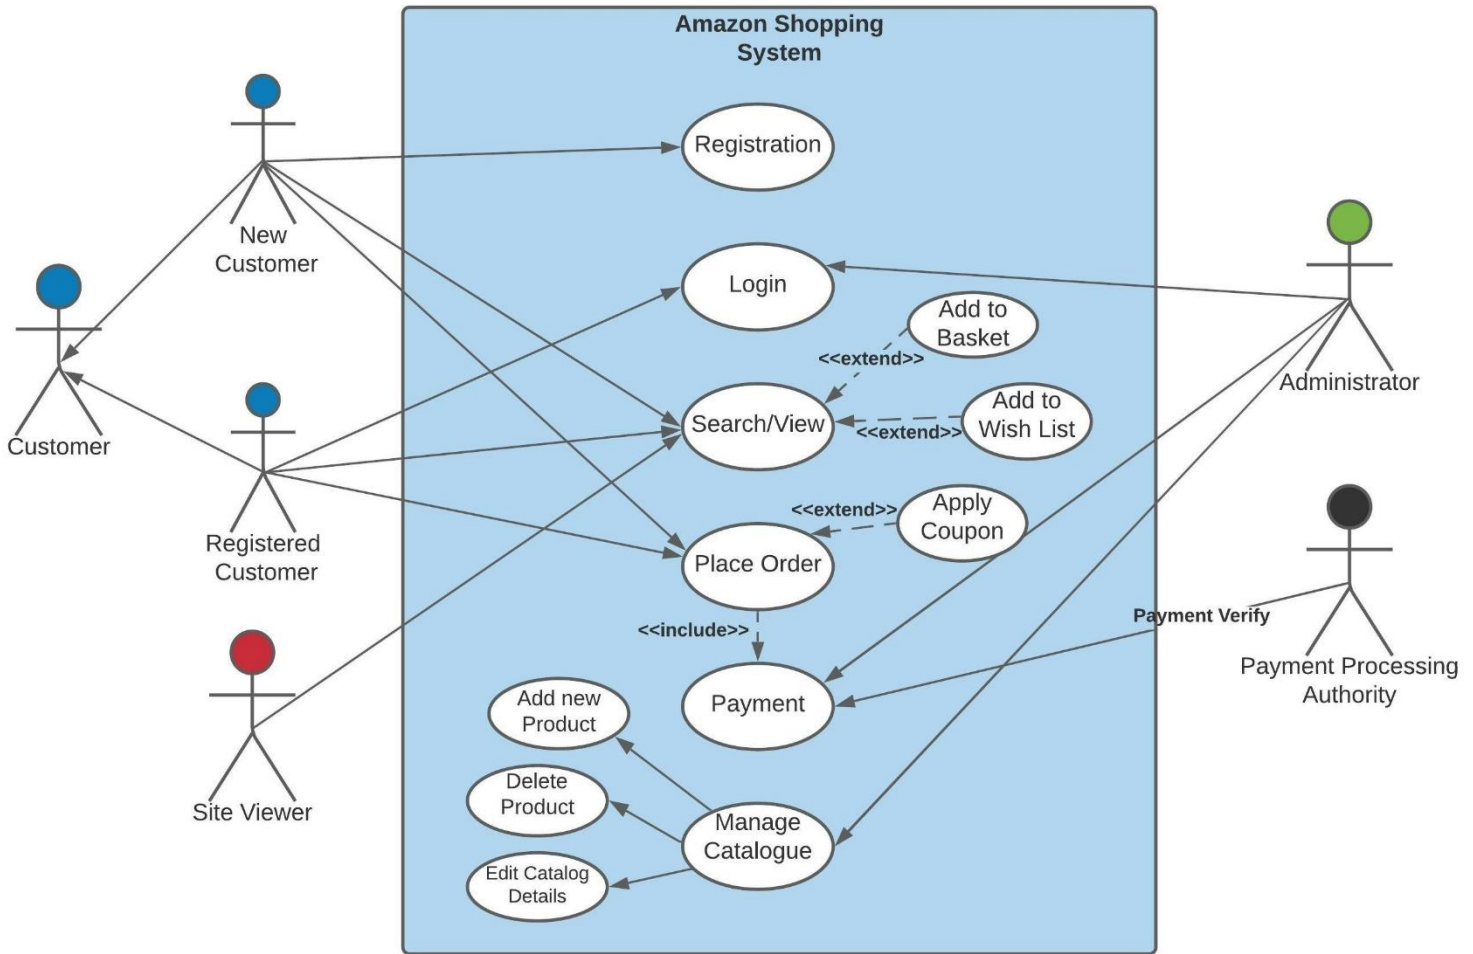 Amazon Shopping
System
Registration
New
Customer
Login
Add to
Basket
<<extend>>
Administrator
Customer
Search/View
Add to
Wish List
<<extend>>
Registered
Customer
<<extend>>
Apply
Coupon
Place Order
Payment Verify
<<include>>
Payment Processing
Authority
Add new
Product
Payment
Site Viewer
Delete
Product
Manage
Catalogue
Edit Catalog
Details